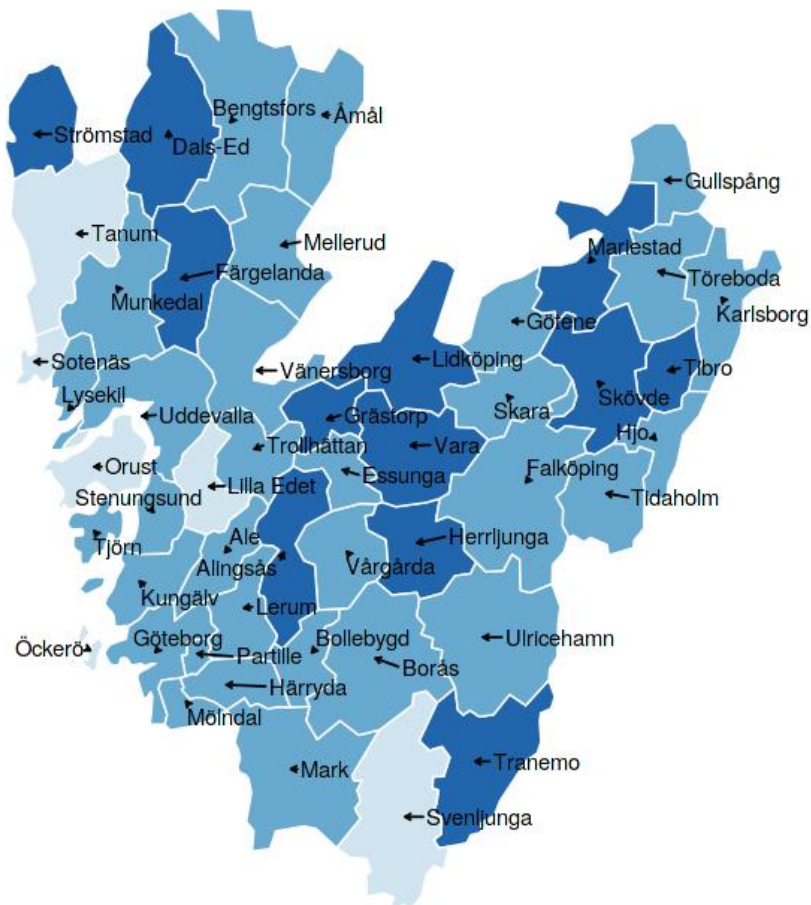 Bengtsfors
Åmål
Strömstad
Dals-Ed
Gullspång
Tanum
Mellerud
Mariestad
Färgelanda
Töreboda
Munkedal
Karlsborg
Götene
Sotenäs
Lidköping
Vänersborg
Tibro
Lysekil
Skövde
Skara
Uddevalla
Grästorp
Hjo
Trollhättan
Vara
Orust
Essunga
Falköping
Lilla Edet
Stenungsund
Tidaholm
Ale
Herrljunga
Tjörn
Alingsås
Vårgårda
Kungälv
Lerum
Göteborg
Bollebygd
Ulricehamn
Öckerö
Partille
Borås
Härryda
Mölndal
Mark
Tranemo
Svenljunga